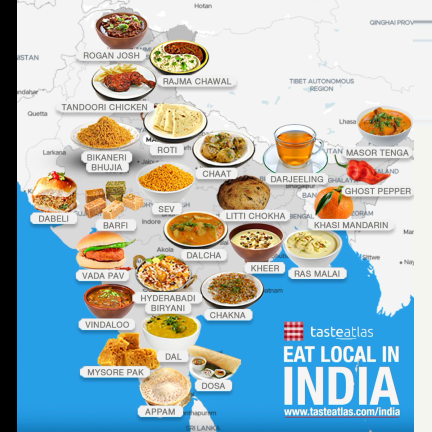 Hotan
QINGHAI PROV
ROGAN JOSH
RAJMA CHAWAL
TIBET AUTONOMOUS
REGION
TANDOORI CHICKEN
Quetta
Lhasa
ROTI
MASOR TENGA
Larkana
BIKANERI
BHUJIA
CHAAT
DARJEELING
GHOST PEPPER
DABELI
BARFI
SEV
LITTI CHOKHA
BENGAL
KHASI MANDARIN
Indore
DALCHA
Akola
KHEER
RAS MALAI
Pittwe
VADA PAV
HYDERABADI
BIRYANI
CHAKNA
VINDALOO
DAL
MYSORE PAK
DOSA
APPAM
SRI LANKA
tasteatlas
EAT LOCAL IN
INDIA
www.tasteatlas.com/india